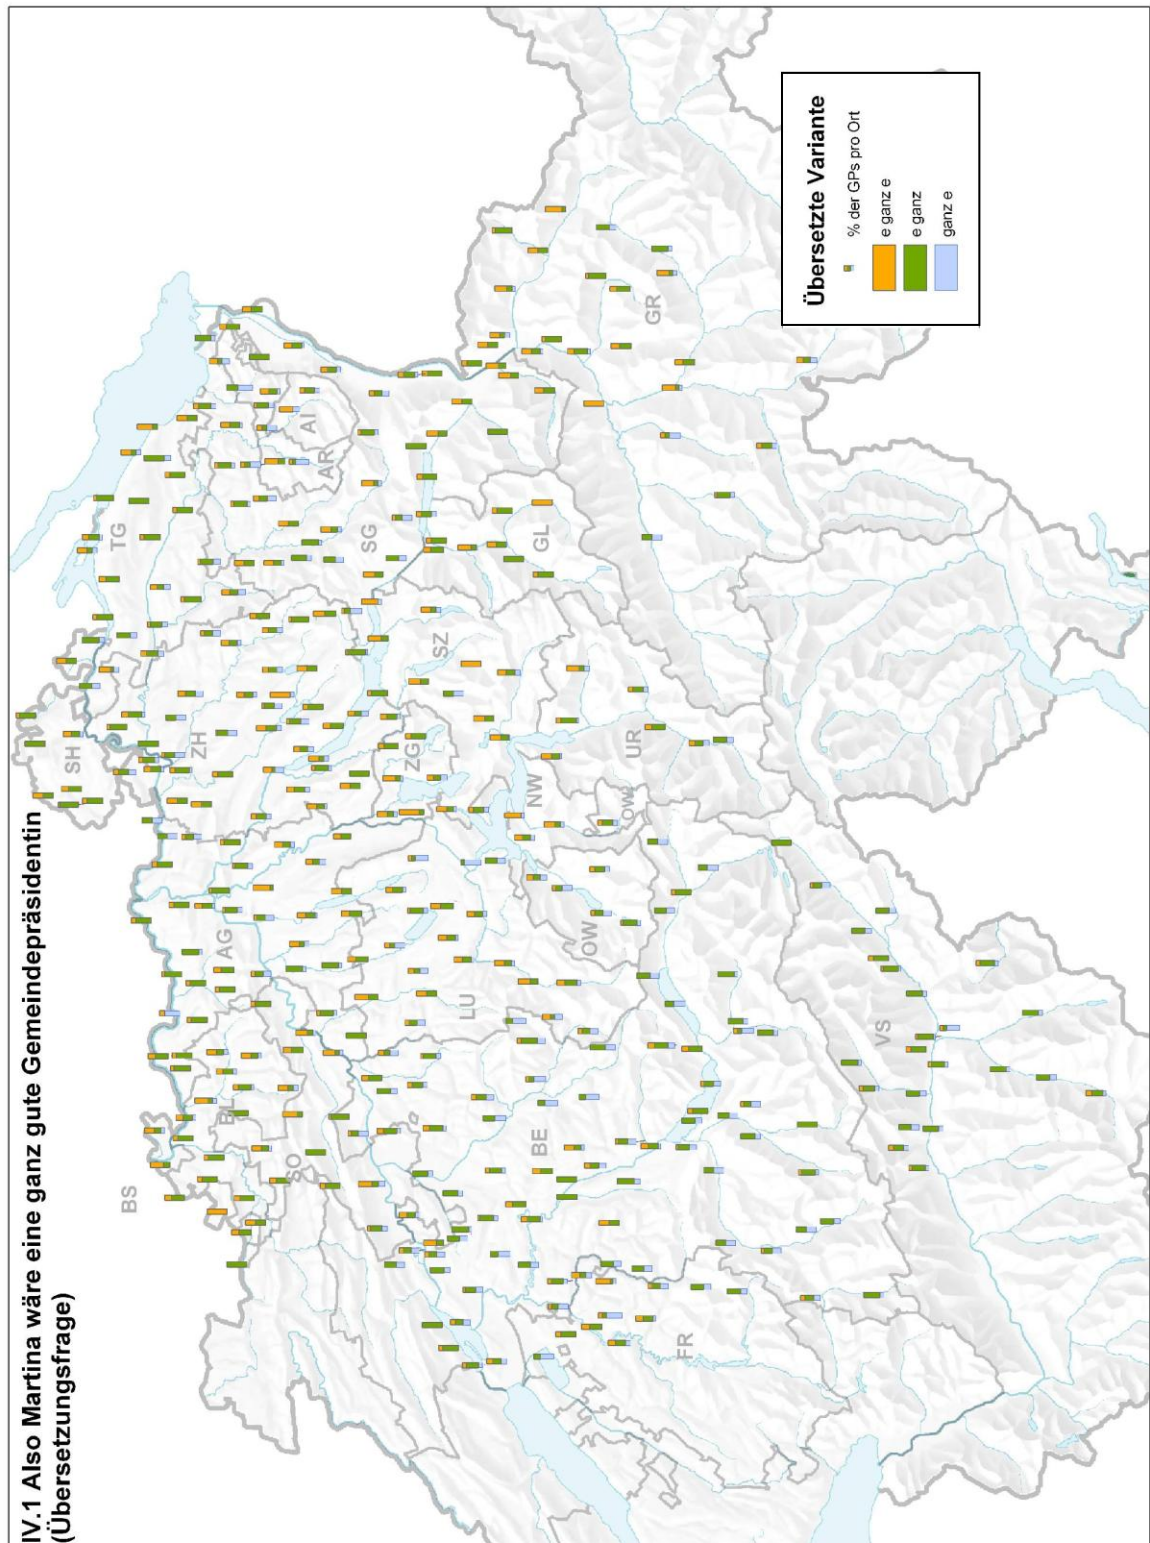 IV.1 Also Martina wäre eine ganz gute Gemeindepräsidentin
(Übersetzungsfrage)
BS
SH
TG
ZH
AG
BL
SO
AR
AI
SG
ZG
SZ
GL
LU
NW
OW
OW
UR
GR
BE
FR
VS
Übersetzte Variante
% der GPs pro Ort
e ganz e
e ganz
ganz e